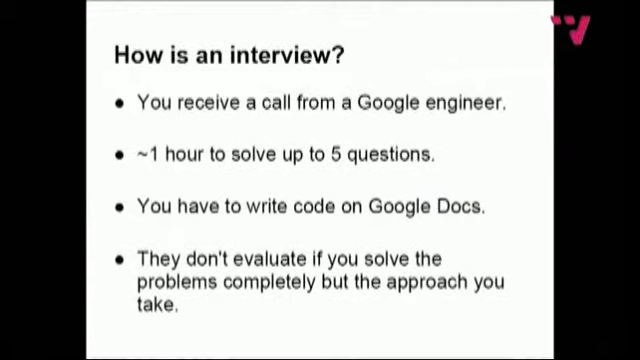 How is an interview?
● You receive a call from a Google engineer.
● ~1 hour to solve up to 5 questions.
● You have to write code on Google Docs.
● They don't evaluate if you solve the
problems completely but the approach you
take.